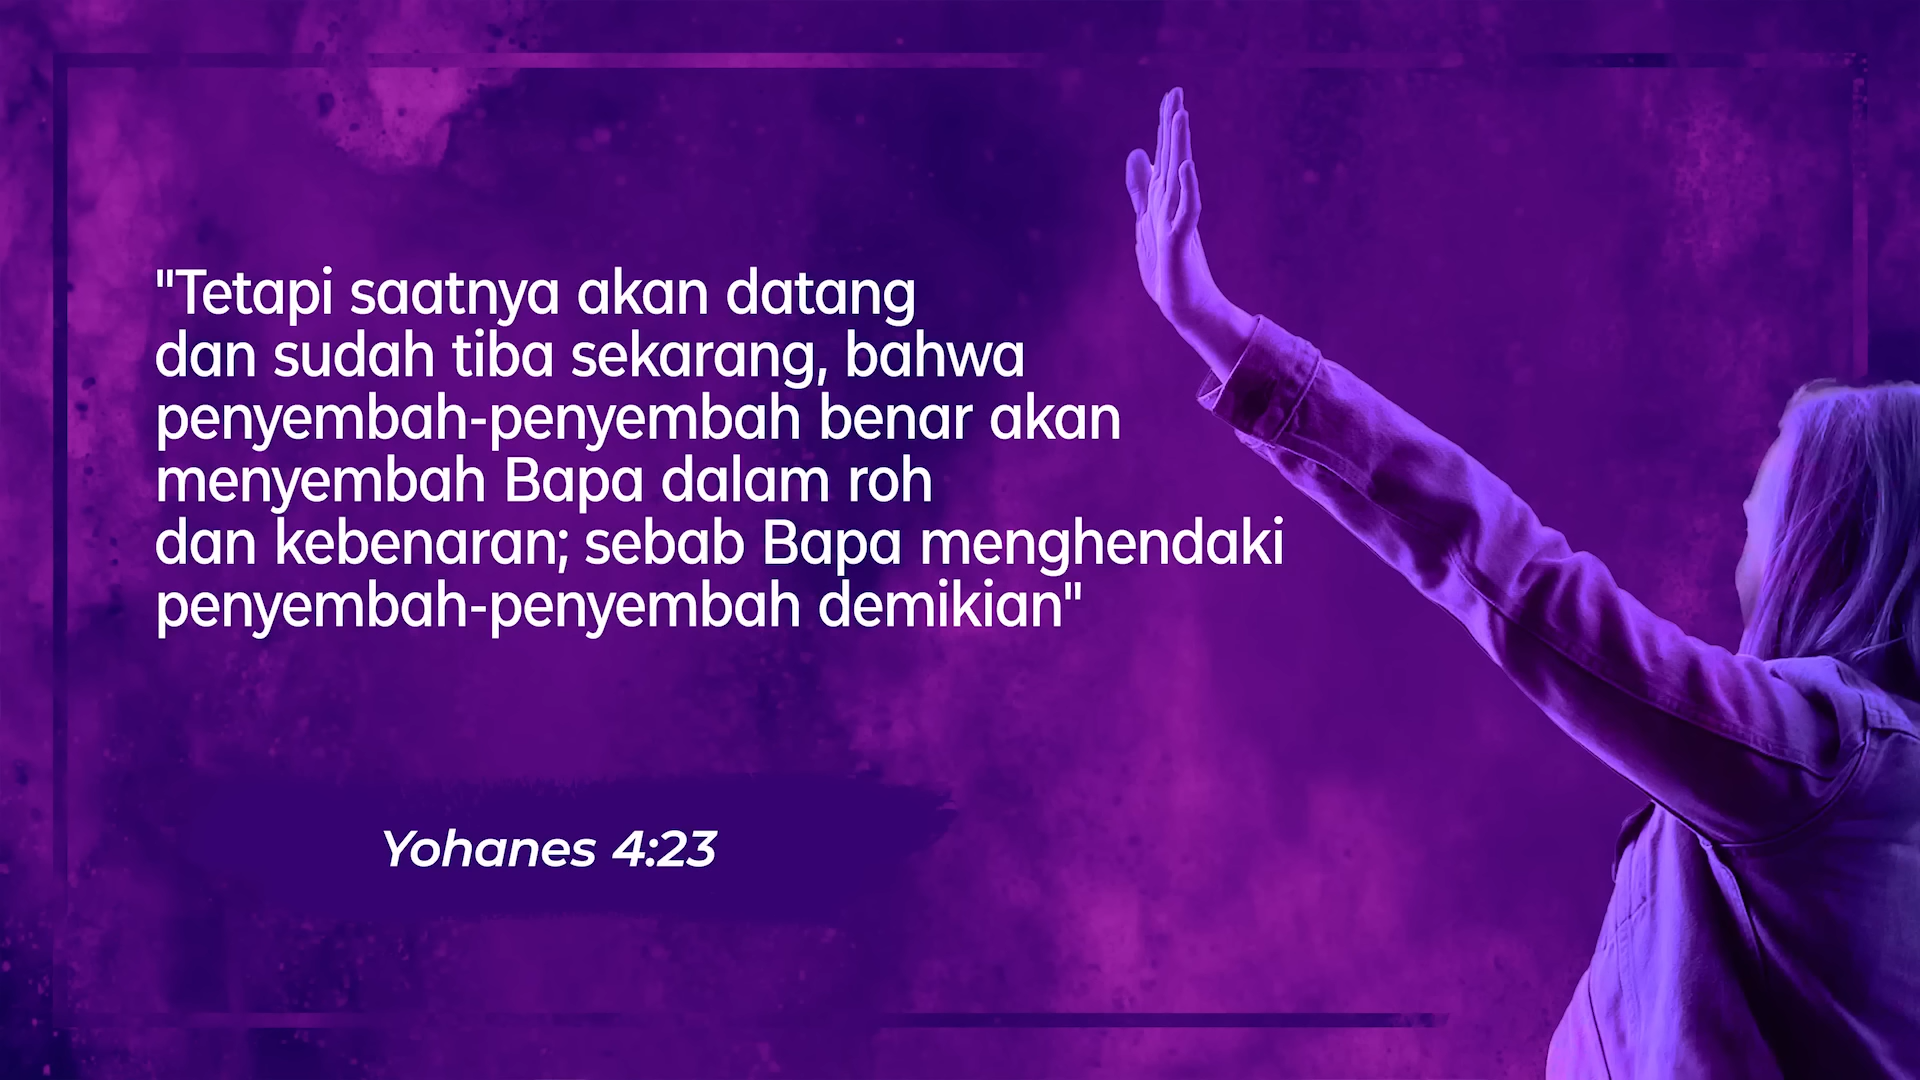 "Tetapi saatnya akan datang
dan sudah tiba sekarang, bahwa
penyembah-penyembah benar akan
menyembah Bapa dalam roh
dan kebenaran; sebab Bapa menghendaki
penyembah-penyembah demikian"
Yohanes 4:23